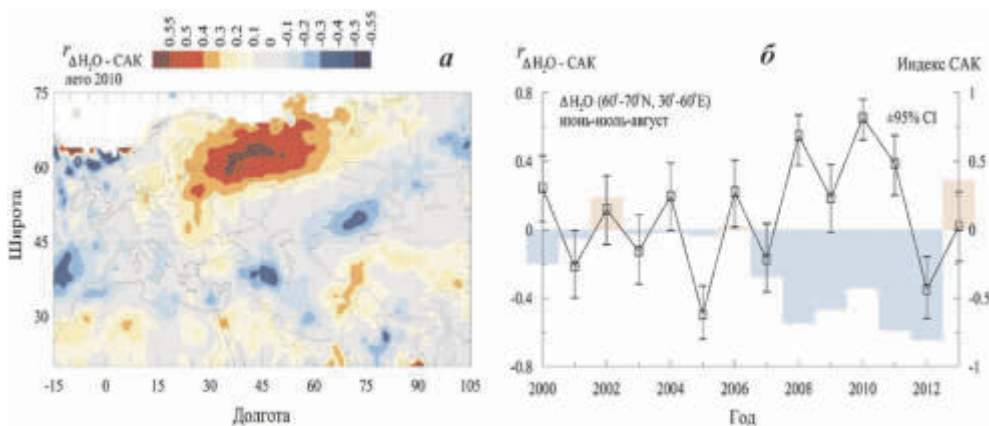 0.55
0.5
0.4
0.3
0.2
0.1
0
-0.1
-0.2
-0.3
-0.4
-0.5
-0.55
r ΔH₂O - САК
лето 2010
а
75
60
45
30
Широта
-15 0 15 30 45 60 75 90 105
Долгота
r ΔH₂O - САК
б
Индекс САК
ΔH₂O (60°-70°N, 30°-60°E)
июнь-июль-август
±95% CI
0.8
0.4
0
-0.4
-0.8
1
0.5
0
-0.5
-1
2000 2002 2004 2006 2008 2010 2012
Год